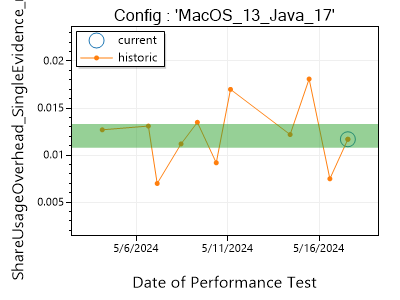 Config : 'MacOS_13_Java_17'
current
historic
ShareUsageOverhead_SingleEvidence_
0.02
0.015
0.01
0.005
5/6/2024
5/11/2024
5/16/2024
Date of Performance Test